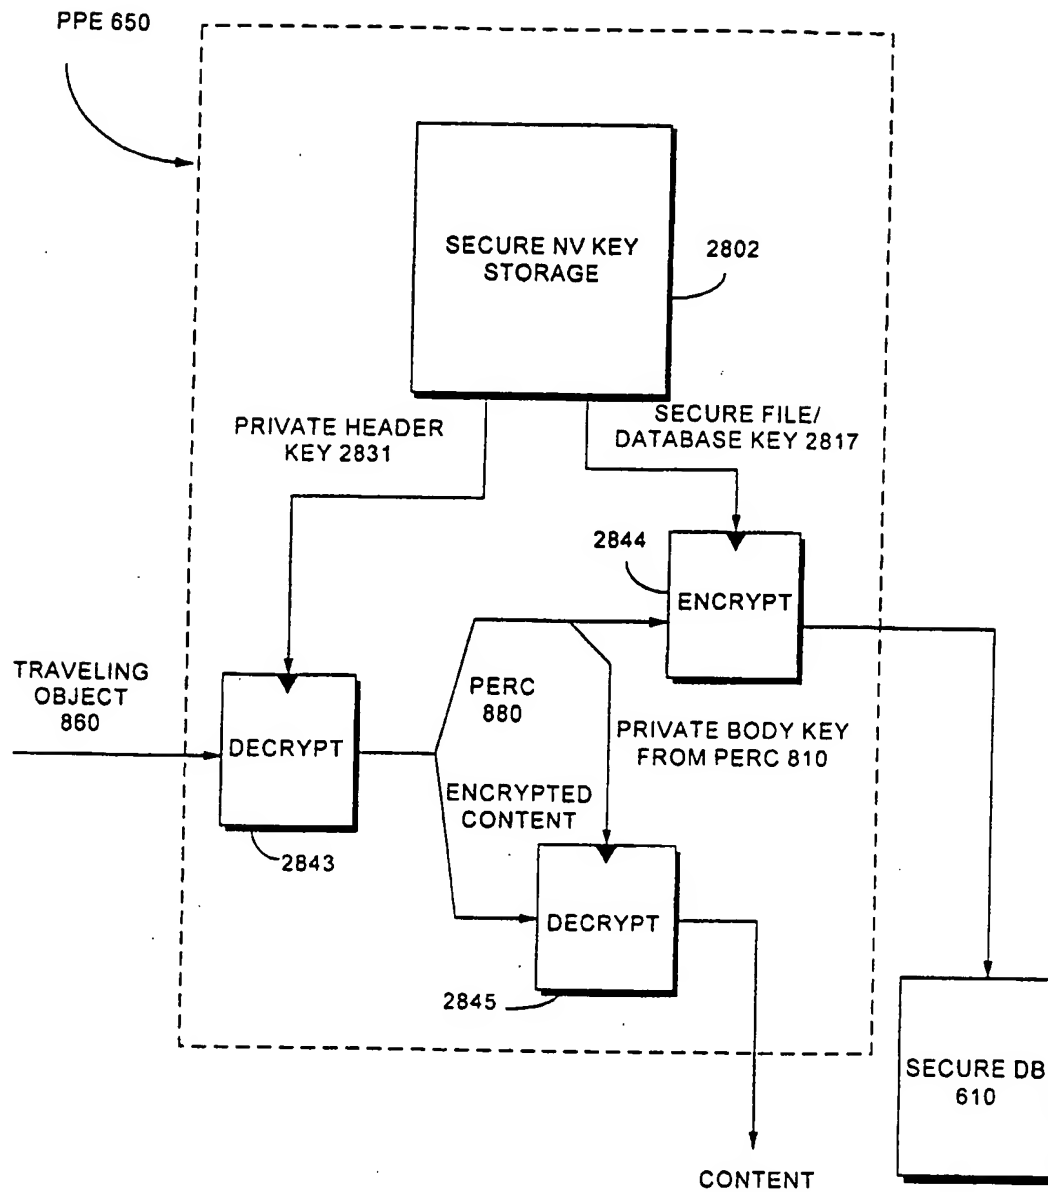 PPE 650
SECURE NV KEY
STORAGE
2802
PRIVATE HEADER
KEY 2831
SECURE FILE/
DATABASE KEY 2817
2844
ENCRYPT
TRAVELING
OBJECT
860
DECRYPT
2843
PERC
880
PRIVATE BODY KEY
FROM PERC 810
ENCRYPTED
CONTENT
DECRYPT
2845
SECURE DB
610
CONTENT